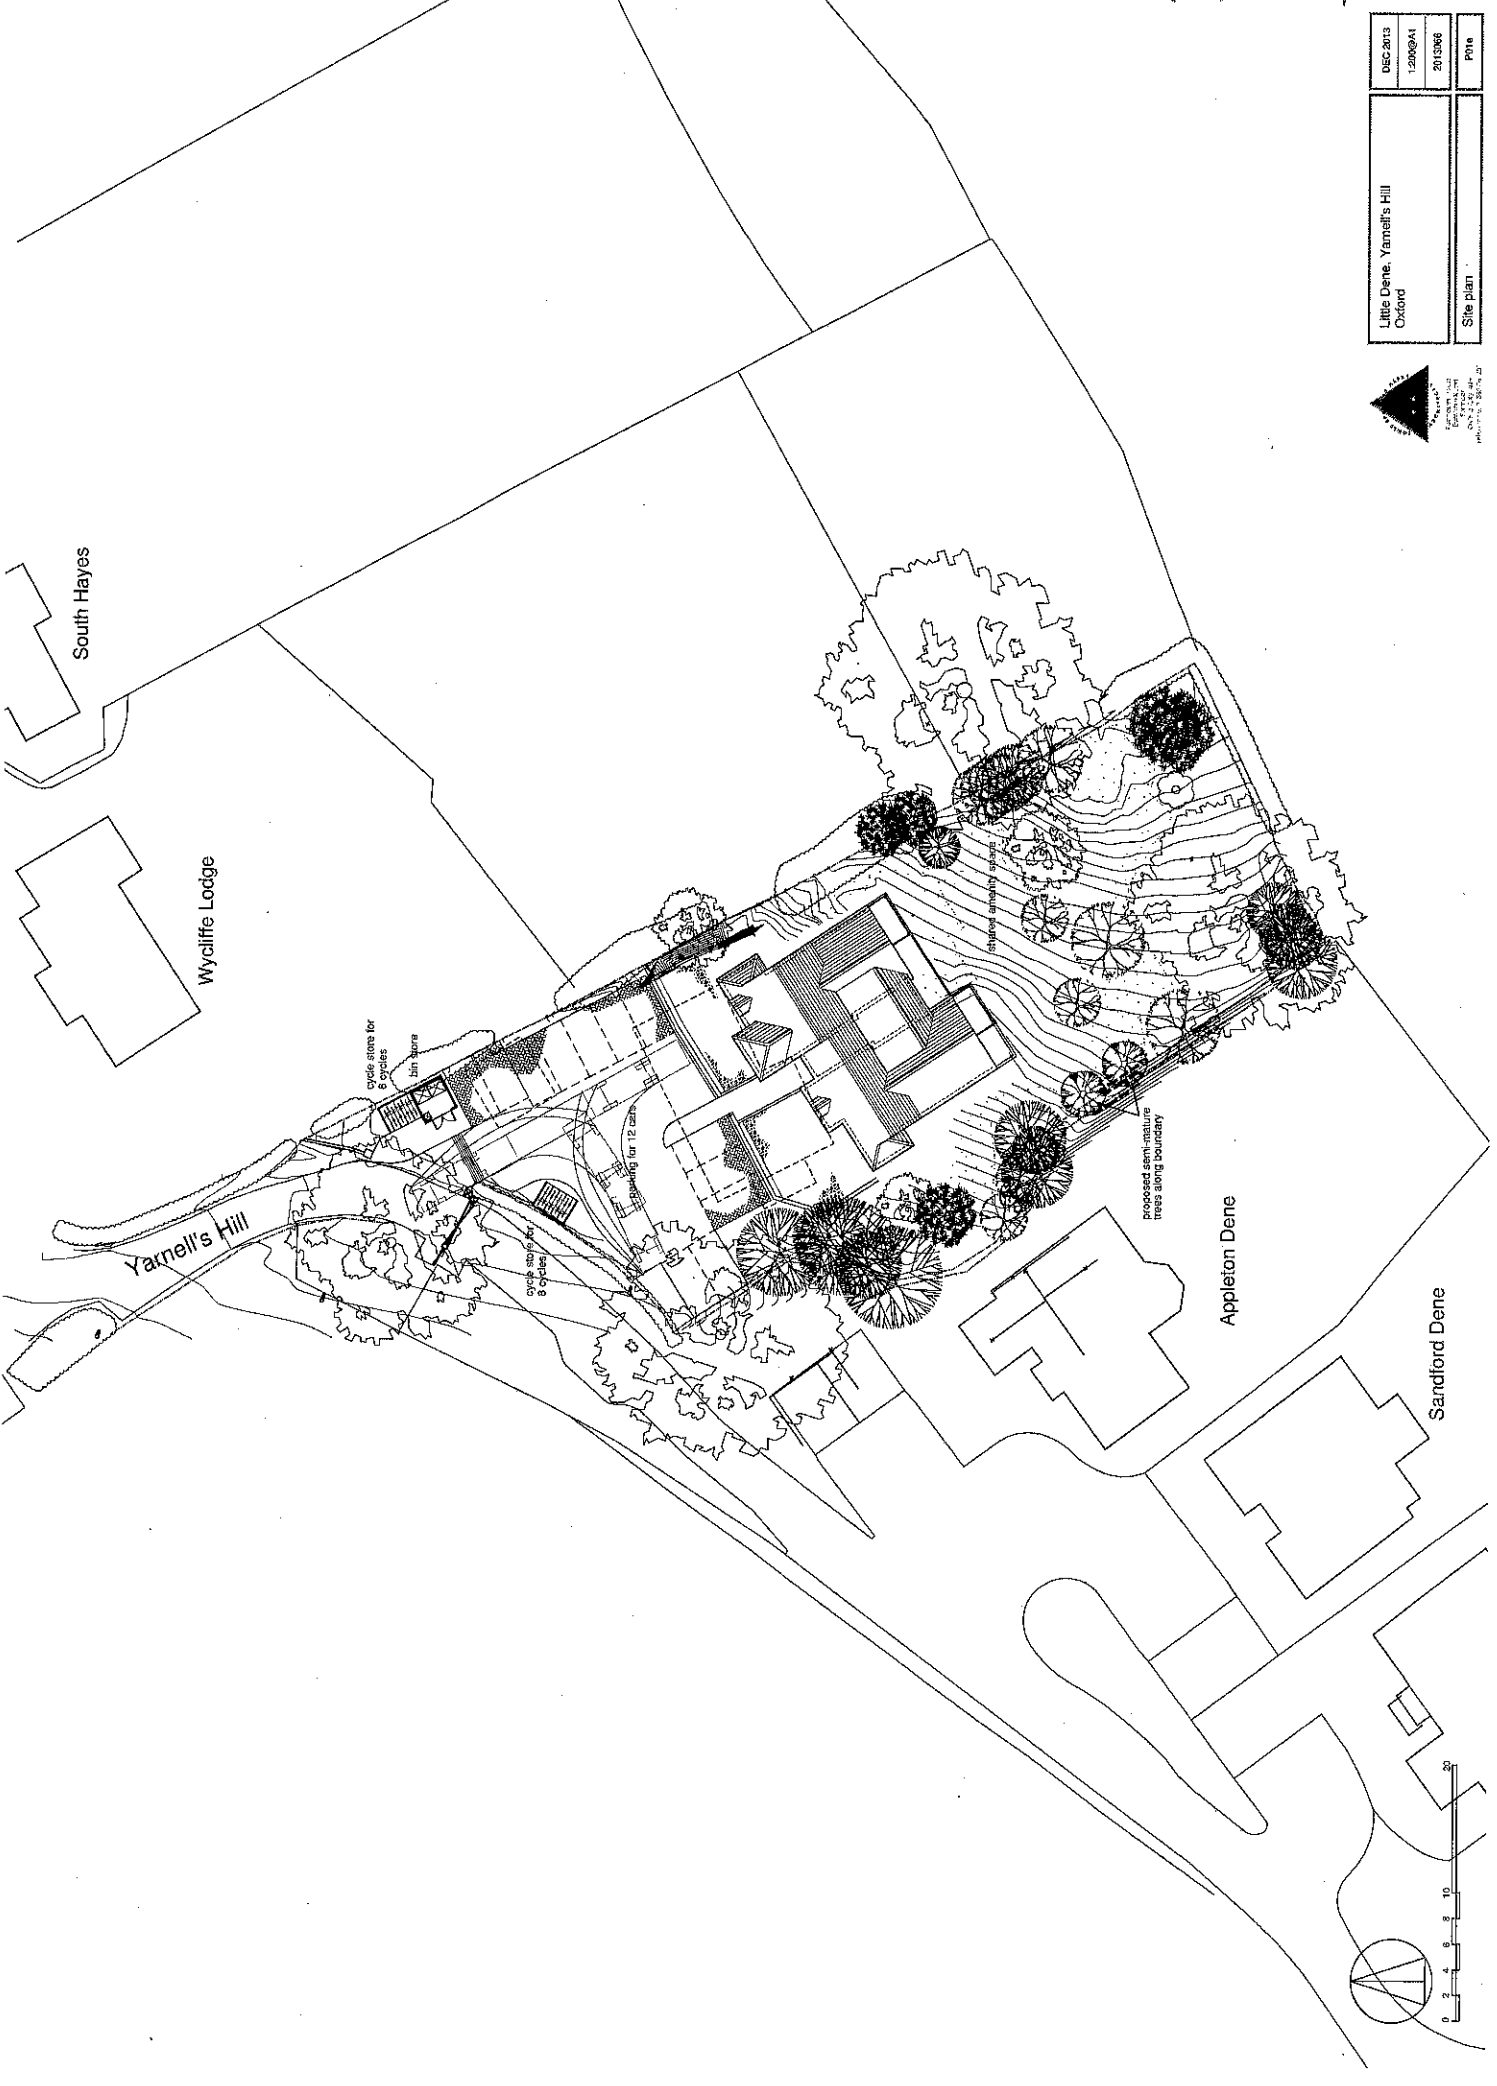 South Hayes
Wycliffe Lodge
cycle store for
8 cycles
bin store
Yarnell's Hill
cycle store for
8 cycles
parking for 12 cars
shared amenity space
proposed semi-mature
trees along boundary
Appleton Dene
Sandford Dene
0 2 4 6 8 10 20
Little Dene, Yarnell's Hill
Oxford
Site plan
DEC 2013
1:200@A1
2013066
P01e